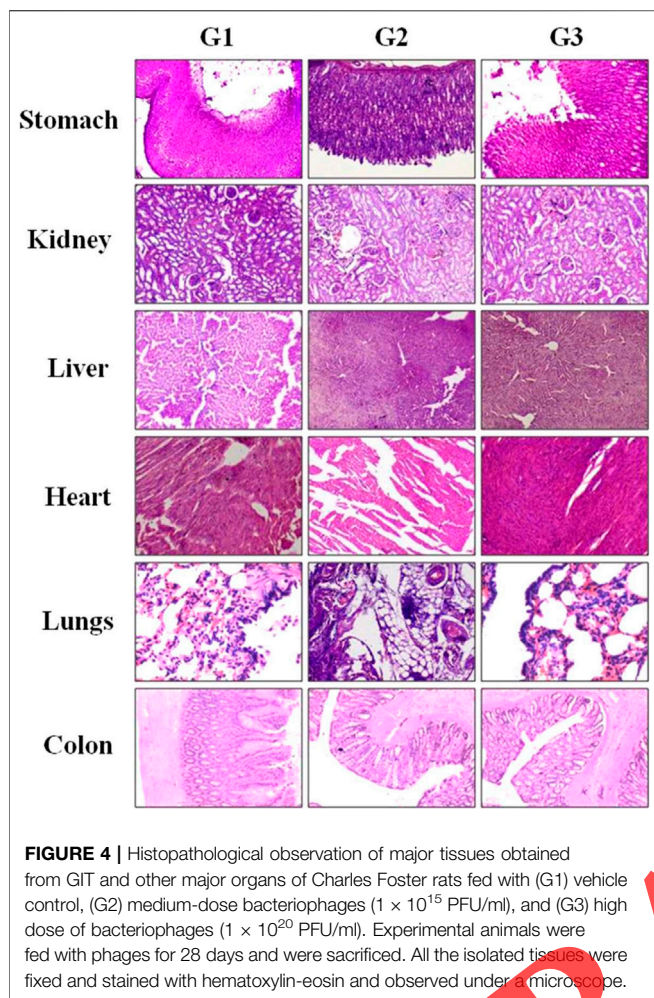 G1 G2 G3
Stomach
Kidney
Liver
Heart
Lungs
Colon
FIGURE 4 | Histopathological observation of major tissues obtained
from GIT and other major organs of Charles Foster rats fed with (G1) vehicle
control, (G2) medium-dose bacteriophages (1 × 10¹⁵ PFU/ml), and (G3) high
dose of bacteriophages (1 × 10²⁰ PFU/ml). Experimental animals were
fed with phages for 28 days and were sacrificed. All the isolated tissues were
fixed and stained with hematoxylin-eosin and observed under a microscope.